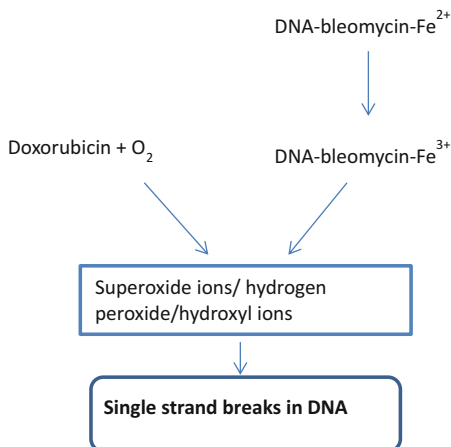 DNA-bleomycin-Fe²⁺
Doxorubicin + O₂
DNA-bleomycin-Fe³⁺
Superoxide ions/ hydrogen
peroxide/hydroxyl ions
Single strand breaks in DNA